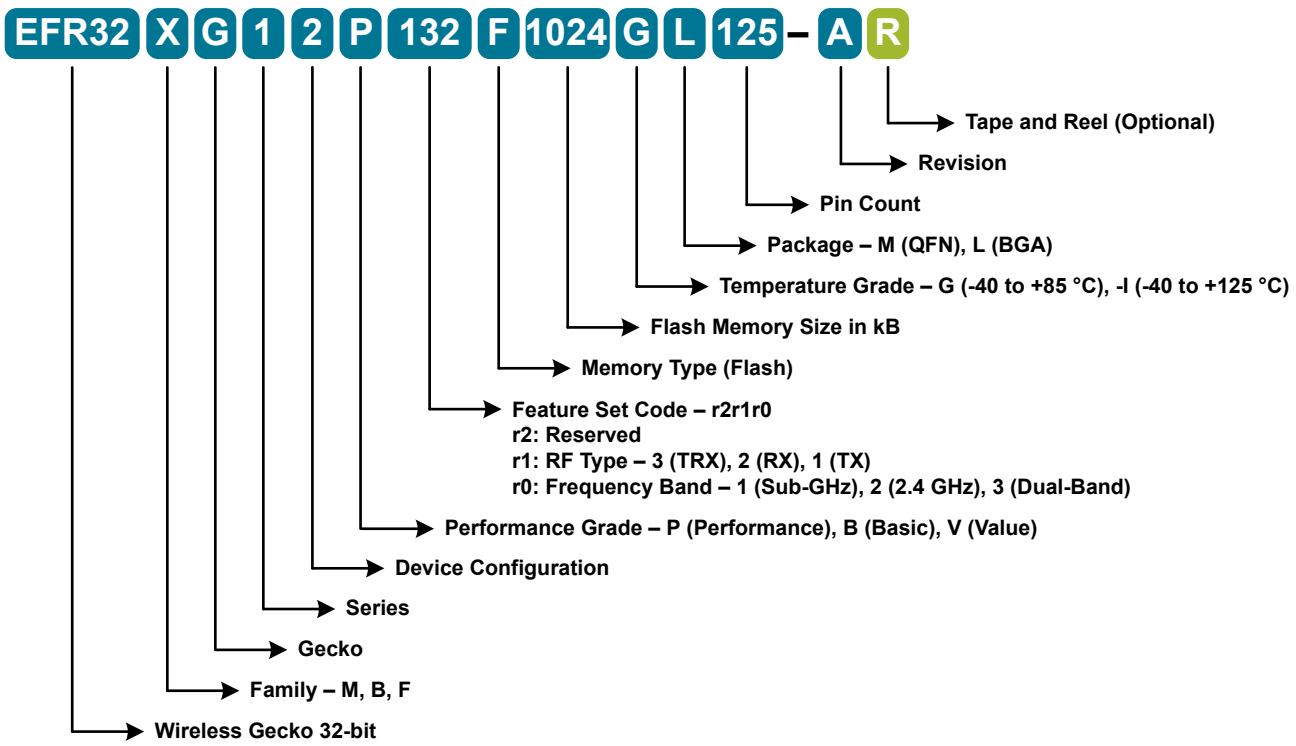 EFR32 X G 1 2 P 132 F 1024 G L 125 – A R
Tape and Reel (Optional)
Revision
Pin Count
Package – M (QFN), L (BGA)
Temperature Grade – G (-40 to +85 °C), -I (-40 to +125 °C)
Flash Memory Size in kB
Memory Type (Flash)
Feature Set Code – r2r1r0
r2: Reserved
r1: RF Type – 3 (TRX), 2 (RX), 1 (TX)
r0: Frequency Band – 1 (Sub-GHz), 2 (2.4 GHz), 3 (Dual-Band)
Performance Grade – P (Performance), B (Basic), V (Value)
Device Configuration
Series
Gecko
Family – M, B, F
Wireless Gecko 32-bit